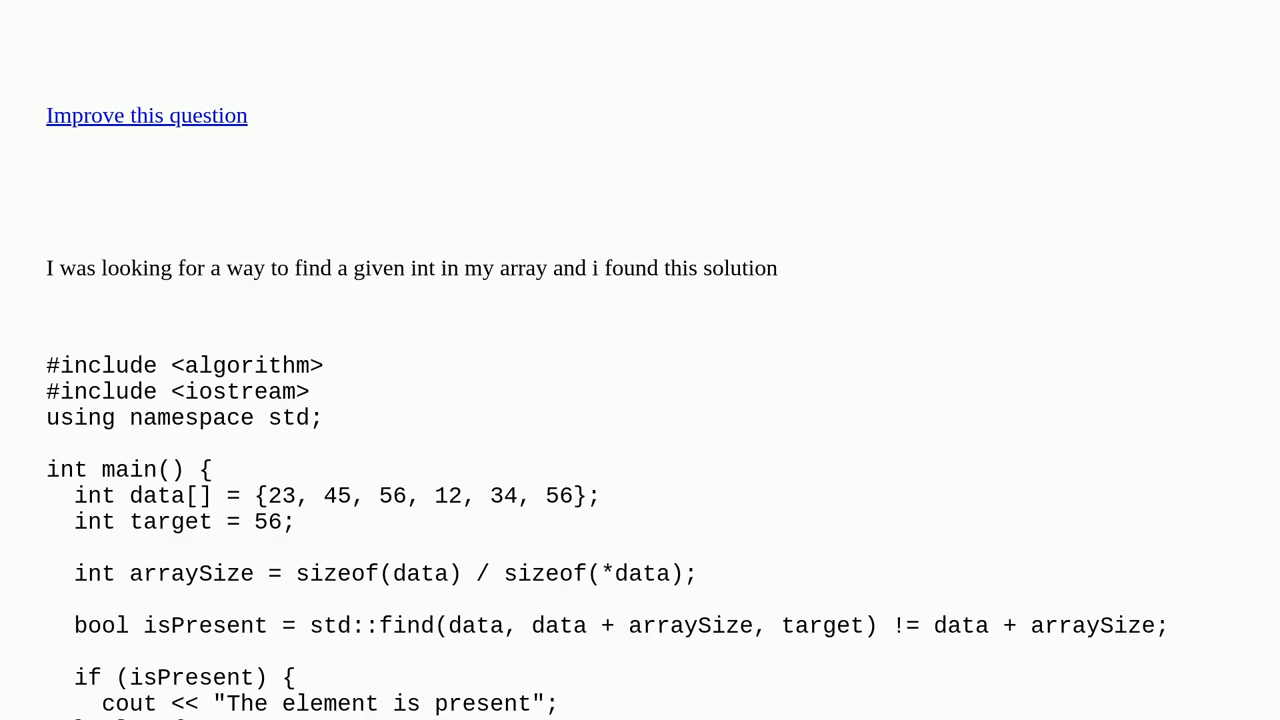 Improve this question
I was looking for a way to find a given int in my array and i found this solution
#include <algorithm>
#include <iostream>
using namespace std;
int main() {
  int data[] = {23, 45, 56, 12, 34, 56};
  int target = 56;
  int arraySize = sizeof(data) / sizeof(*data);
  bool isPresent = std::find(data, data + arraySize, target) != data + arraySize;
  if (isPresent) {
    cout << "The element is present";